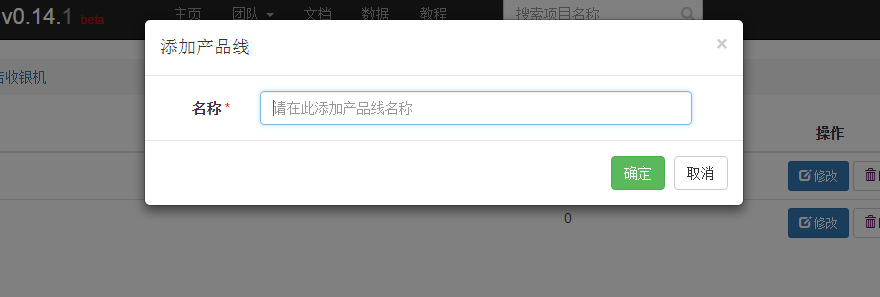 v0.14.1 beta 主页 团队 文档 数据 教程 搜索项目名称
添加产品线 ×
收银机
名称 * 请在此添加产品线名称
操作
确定 取消
修改
0 修改